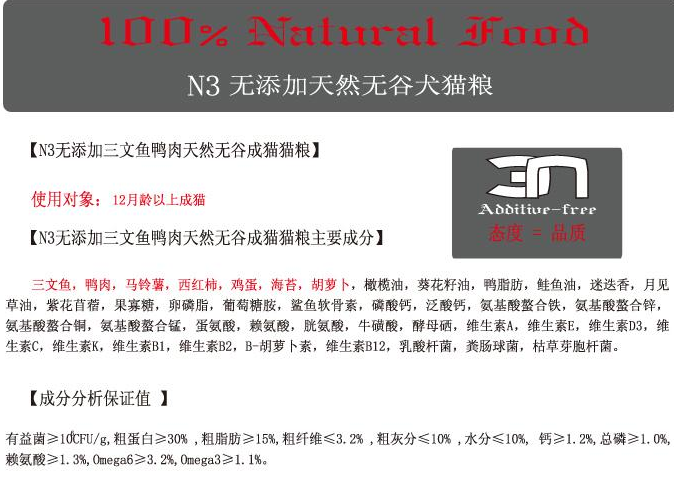 100% Natural Food
N3 无添加天然无谷犬猫粮
【N3无添加三文鱼鸭肉天然无谷成猫猫粮】
使用对象： 12月龄以上成猫
3n
Additive-free
态度 = 品质
【N3无添加三文鱼鸭肉天然无谷成猫猫粮主要成分】
三文鱼，鸭肉，马铃薯，西红柿，鸡蛋，海苔，胡萝卜，橄榄油，葵花籽油，鸭脂肪，鲑鱼油，迷迭香，月见
草油，紫花苜蓿，果寡糖，卵磷脂，葡萄糖胺，鲨鱼软骨素，磷酸钙，泛酸钙，氨基酸螯合铁，氨基酸螯合锌，
氨基酸螯合铜，氨基酸螯合锰，蛋氨酸，赖氨酸，胱氨酸，牛磺酸，酵母硒，维生素A，维生素E，维生素D3，维
生素C，维生素K，维生素B1，维生素B2，B-胡萝卜素，维生素B12，乳酸杆菌，粪肠球菌，枯草芽胞杆菌。
【成分分析保证值 】
有益菌≥10⁶CFU/g,粗蛋白≥30% ,粗脂肪≥15%,粗纤维≤3.2% ,粗灰分≤10% ,水分≤10%, 钙≥1.2%,总磷≥1.0%,
赖氨酸≥1.3%,Omega6≥3.2%,Omega3≥1.1%。